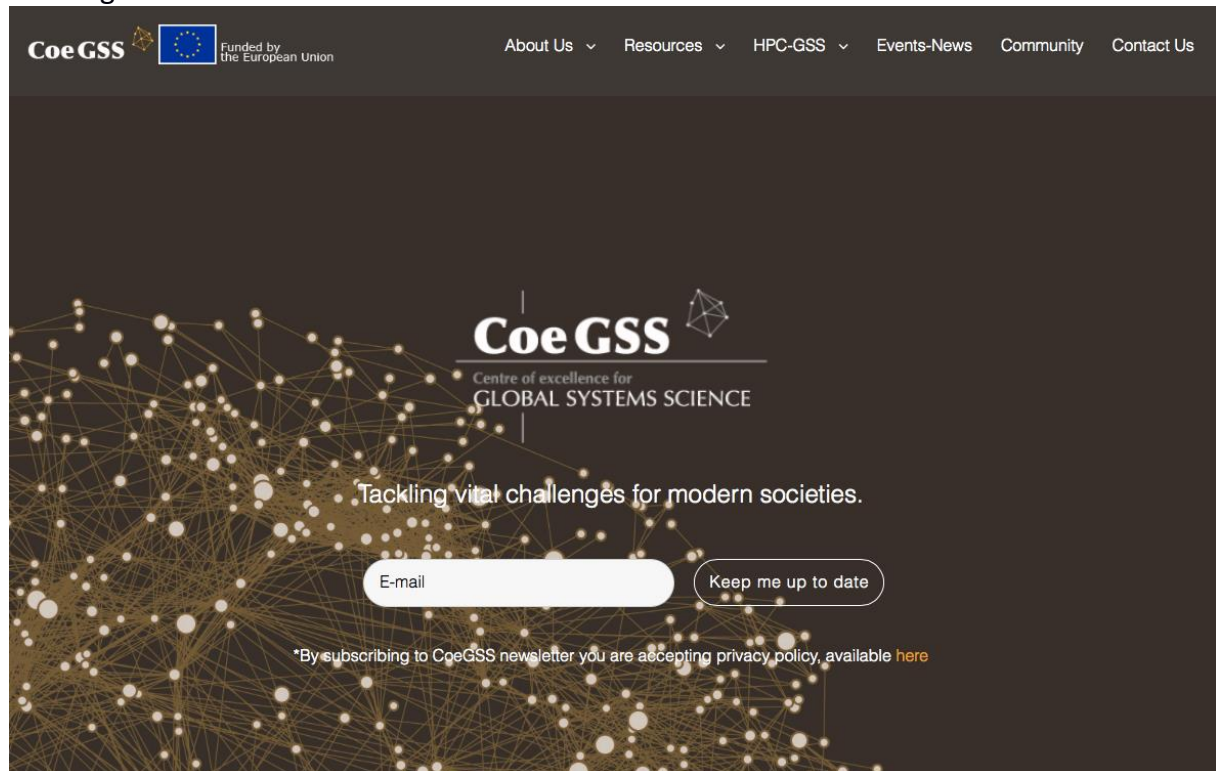 CoeGSS
Funded by
the European Union
About Us
Resources
HPC-GSS
Events-News
Community
Contact Us
Coe GSS
Centre of excellence for
GLOBAL SYSTEMS SCIENCE
Tackling vital challenges for modern societies.
E-mail
Keep me up to date
*By subscribing to CoeGSS newsletter you are accepting privacy policy, available here